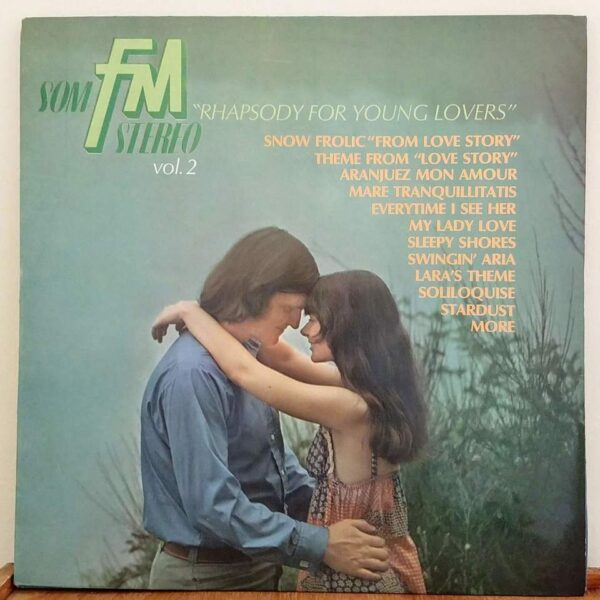 SOM FM
STEREO
vol. 2
"RHAPSODY FOR YOUNG LOVERS"
SNOW FROLIC "FROM LOVE STORY"
THEME FROM "LOVE STORY"
ARANJUEZ MON AMOUR
MARE TRANQUILLITATIS
EVERYTIME I SEE HER
MY LADY LOVE
SLEEPY SHORES
SWINGIN' ARIA
LARA'S THEME
SOLILOQUISE
STARDUST
MORE